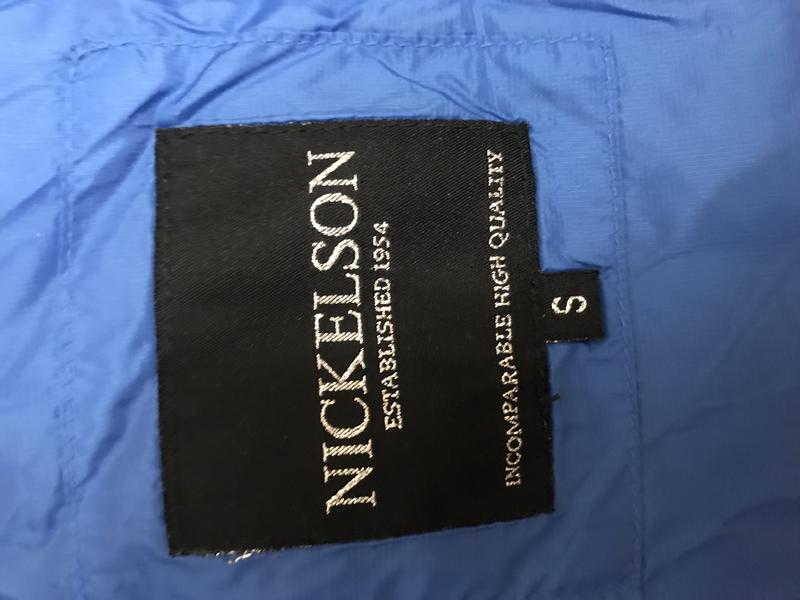 NICKELSON
ESTABLISHED 1954
INCOMPARABLE HIGH QUALITY
S